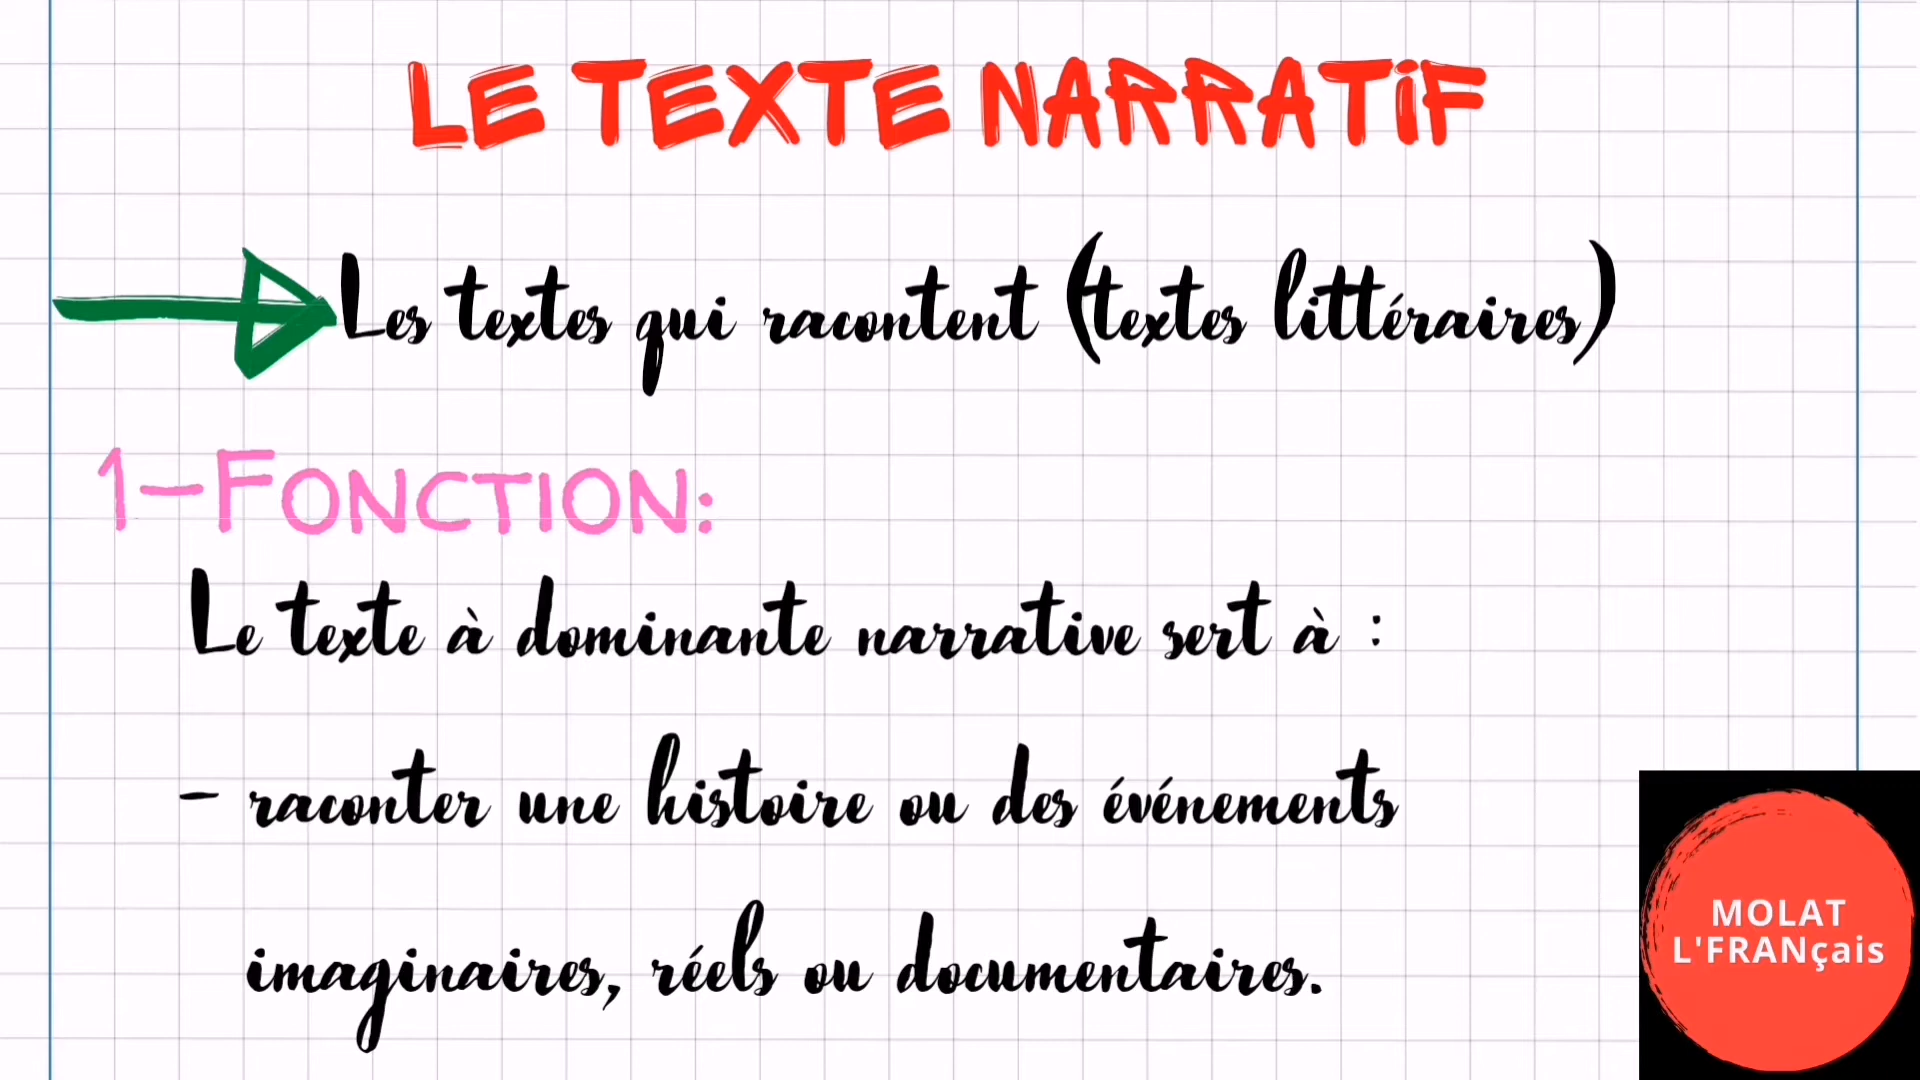 LE TEXTE NARRATIF
Les textes qui racontent (textes littéraires)
1-FONCTION:
Le texte à dominante narrative sert à :
- raconter une histoire ou des événements
imaginaires, réels ou documentaires.
MOLAT
L'FRANçais